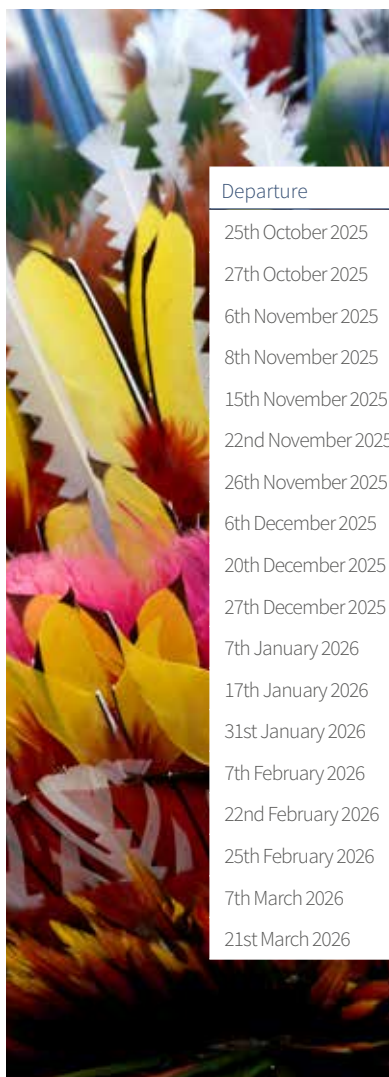 Departure
25th October 2025
27th October 2025
6th November 2025
8th November 2025
15th November 2025
22nd November 2025
26th November 2025
6th December 2025
20th December 2025
27th December 2025
7th January 2026
17th January 2026
31st January 2026
7th February 2026
22nd February 2026
25th February 2026
7th March 2026
21st March 2026